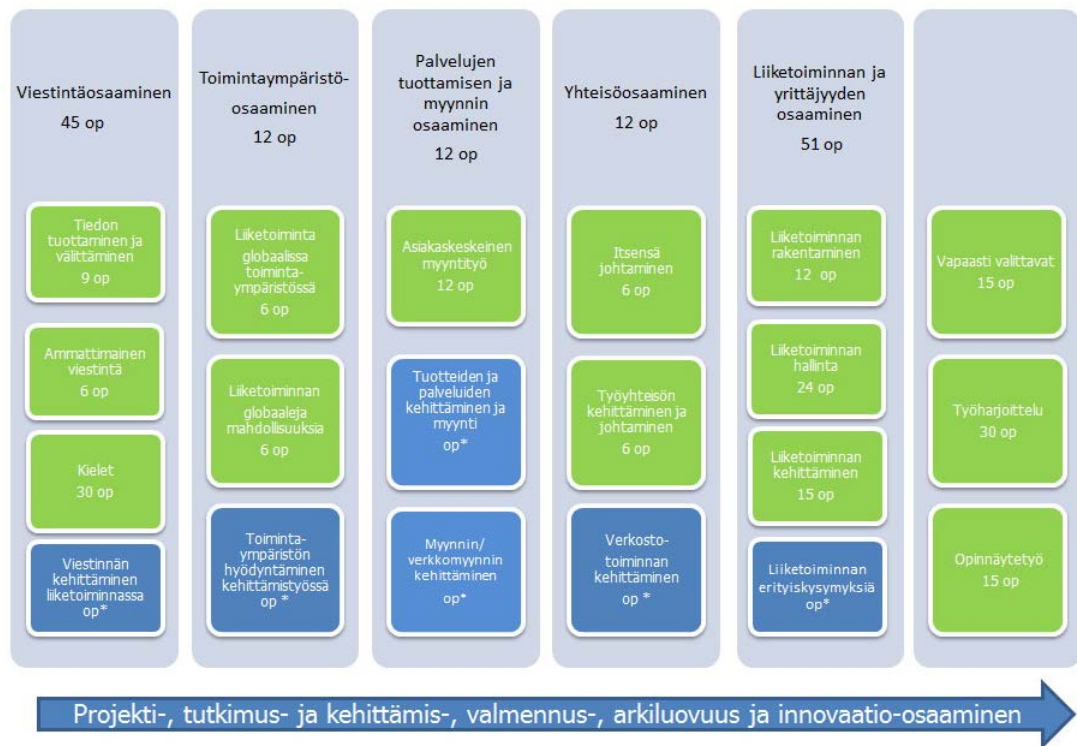 Viestintäosaaminen
45 op
Tiedon
tuottaminen ja
välittäminen
9 op
Ammattimainen
viestintä
6 op
Kielet
30 op
Viestinnän
kehittäminen
liiketoiminnassa
op*
Toimintaympäristö-
osaaminen
12 op
Liiketoiminta
globaalissa
toiminta-
ympäristössä
6 op
Liiketoiminnan
globaaleja
mahdollisuuksia
6 op
Toiminta-
ympäristön
hyödyntäminen
kehittämistyössä
op *
Palvelujen
tuottamisen ja
myynnin
osaaminen
12 op
Asiakaskeskeinen
myyntityö
12 op
Tuotteiden ja
palveluiden
kehittäminen ja
myynti
op*
Myynnin/
verkkomyynnin
kehittäminen
op*
Yhteisöosaaminen
12 op
Itsensä
johtaminen
6 op
Työyhteisön
kehittäminen ja
johtaminen
6 op
Verkosto-
toiminnan
kehittäminen
op *
Liiketoiminnan ja
yrittäjyyden
osaaminen
51 op
Liiketoiminnan
rakentaminen
12 op
Liiketoiminnan
hallinta
24 op
Liiketoiminnan
kehittäminen
15 op
Liiketoiminnan
erityiskysymyksiä
op*
Vapaasti valittavat
15 op
Työharjoittelu
30 op
Opinnäytetyö
15 op
Projekti-, tutkimus- ja kehittämis-, valmennus-, arkiluovuus ja innovaatio-osaaminen